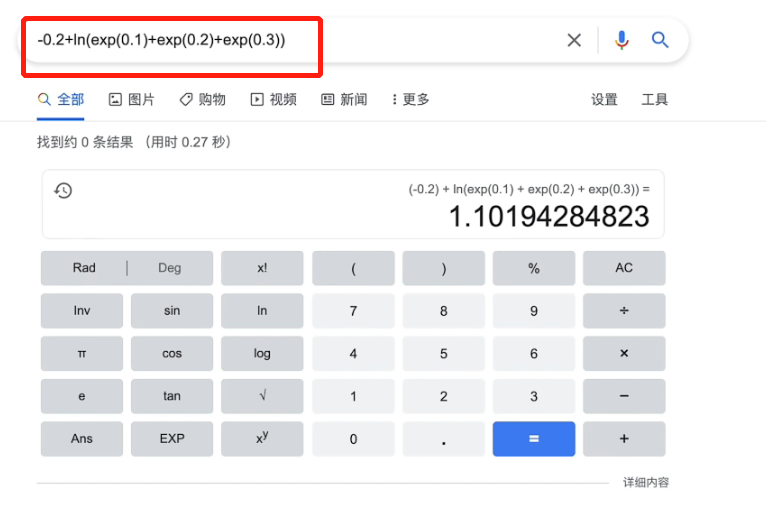 -0.2+ln(exp(0.1)+exp(0.2)+exp(0.3))
全部 图片 购物 视频 新闻 更多 设置 工具
找到约 0 条结果 （用时 0.27 秒）
(-0.2) + ln(exp(0.1) + exp(0.2) + exp(0.3)) =
1.10194284823
Rad | Deg x! ( ) % AC
Inv sin ln 7 8 9 ÷
π cos log 4 5 6 ×
e tan √ 1 2 3 −
Ans EXP xʸ 0 . = +
详细内容